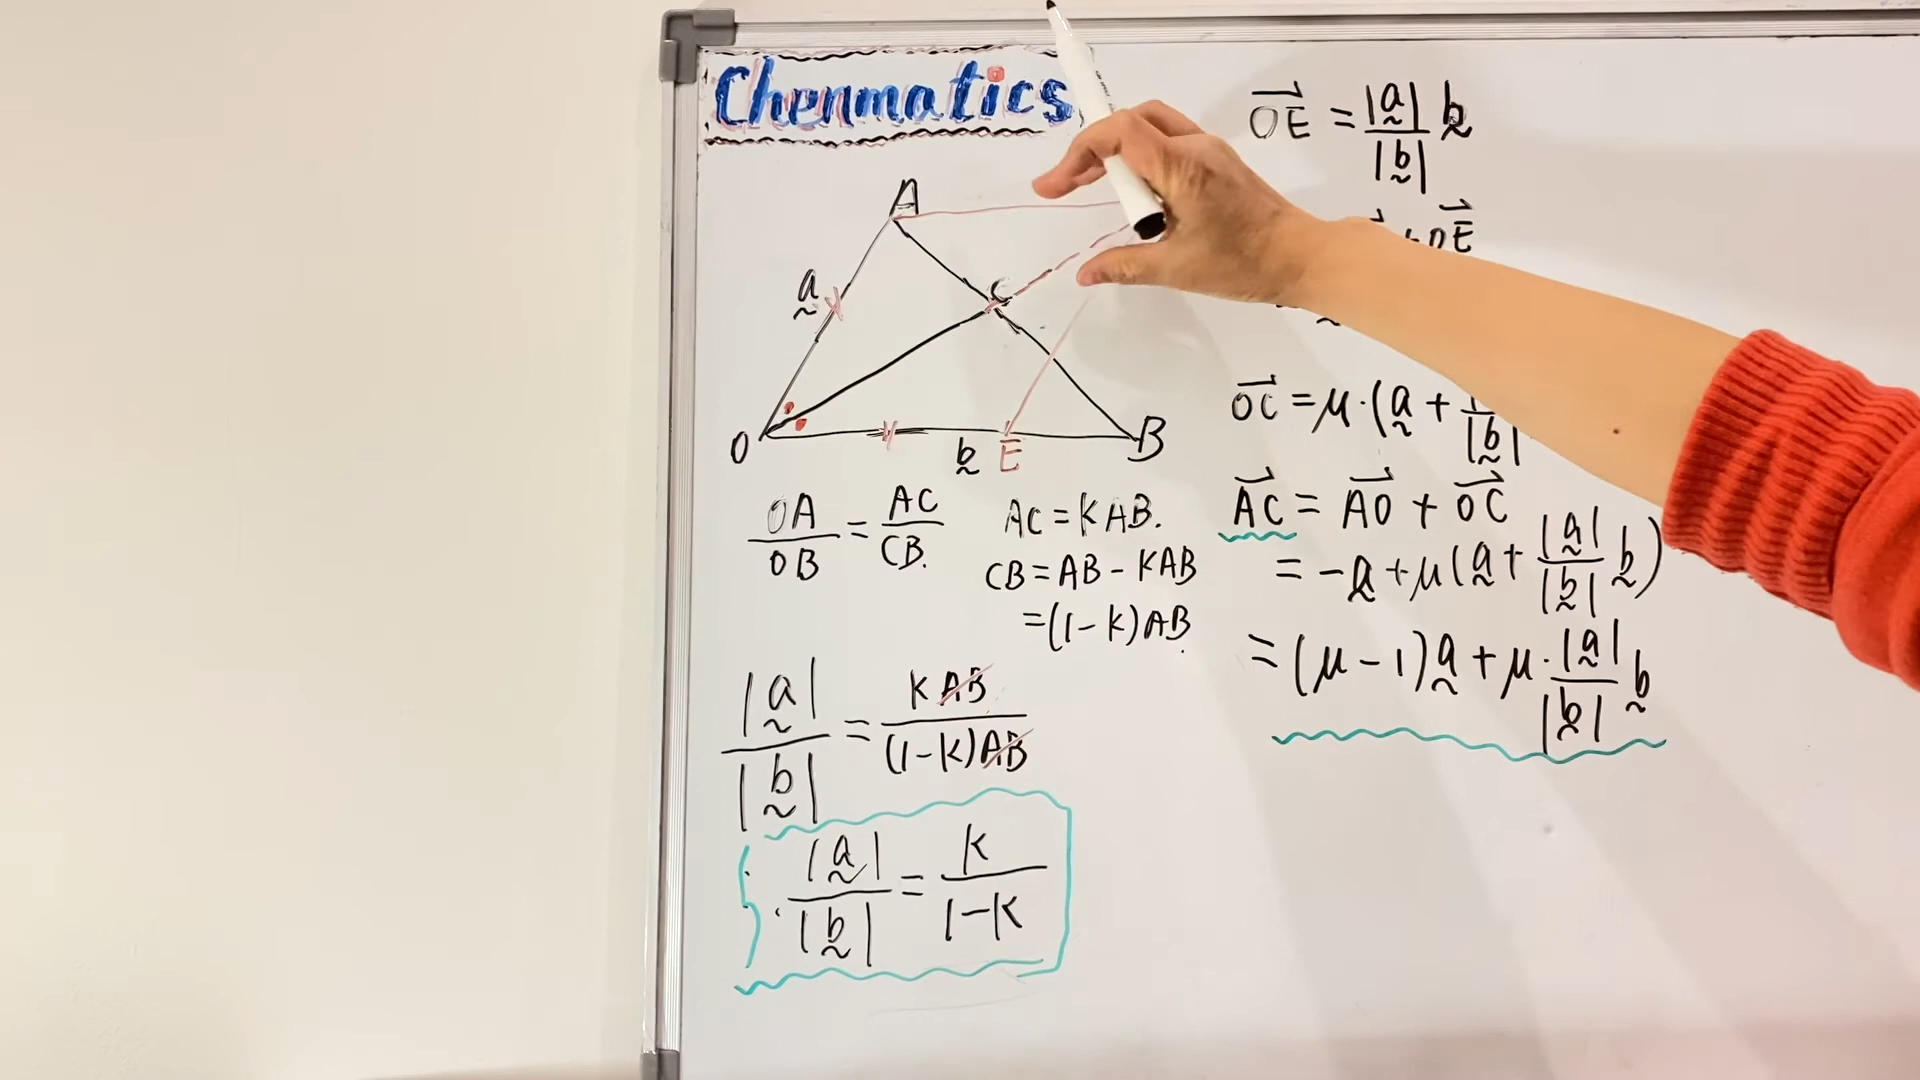 Chenmatics
A
a
C
O
b
E
B
OA/OB = AC/CB.
AC = KAB.
CB = AB - KAB
= (1-K)AB.
|a|/|b| = KAB/(1-K)AB
∴ |a|/|b| = K/1-K
OE = |a|/|b| b
OE
OC = μ·(a +
|b|
AC = AO + OC
= -a + μ(a + |a|/|b| b)
= (μ-1)a + μ·|a|/|b| b